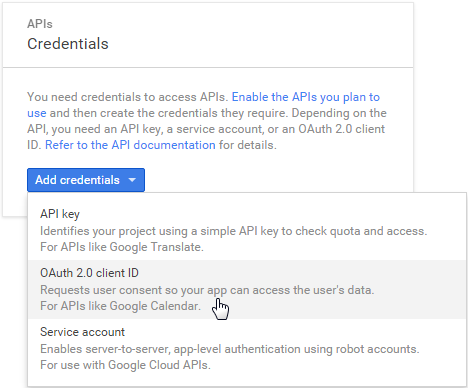 APIs
Credentials
You need credentials to access APIs. Enable the APIs you plan to
use and then create the credentials they require. Depending on the
API, you need an API key, a service account, or an OAuth 2.0 client
ID. Refer to the API documentation for details.
Add credentials
API key
Identifies your project using a simple API key to check quota and access.
For APIs like Google Translate.
OAuth 2.0 client ID
Requests user consent so your app can access the user's data.
For APIs like Google Calendar.
Service account
Enables server-to-server, app-level authentication using robot accounts.
For use with Google Cloud APIs.